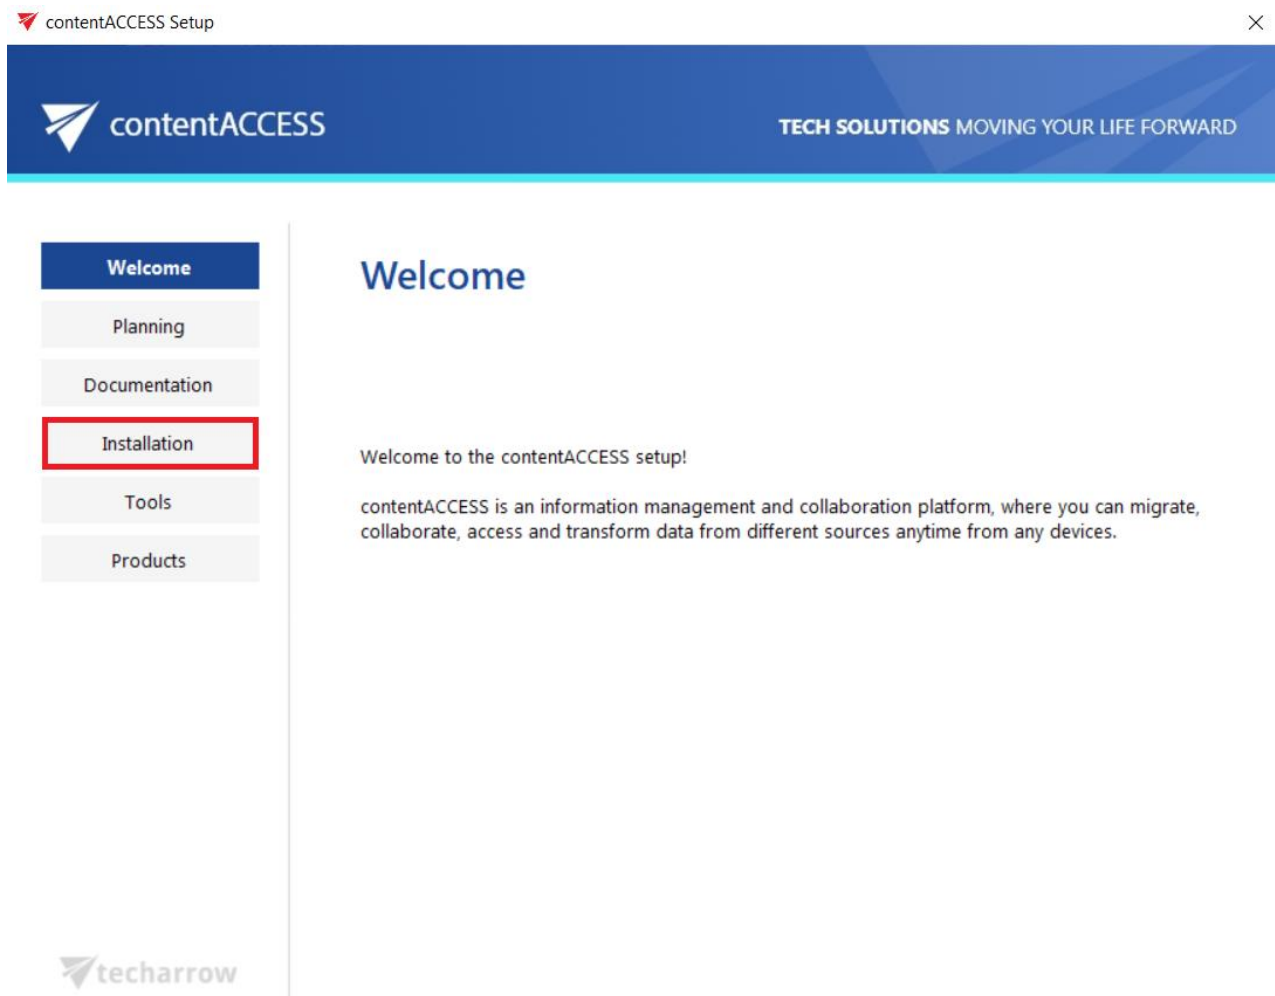 contentACCESS Setup
contentACCESS
TECH SOLUTIONS MOVING YOUR LIFE FORWARD
Welcome
Planning
Documentation
Installation
Tools
Products
Welcome
Welcome to the contentACCESS setup!
contentACCESS is an information management and collaboration platform, where you can migrate,
collaborate, access and transform data from different sources anytime from any devices.
techarrow